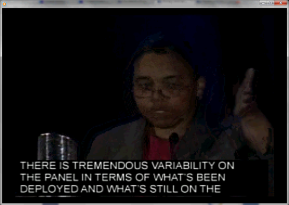 THERE IS TREMENDOUS VARIABILITY ON
THE PANEL IN TERMS OF WHAT'S BEEN
DEPLOYED AND WHAT'S STILL ON THE